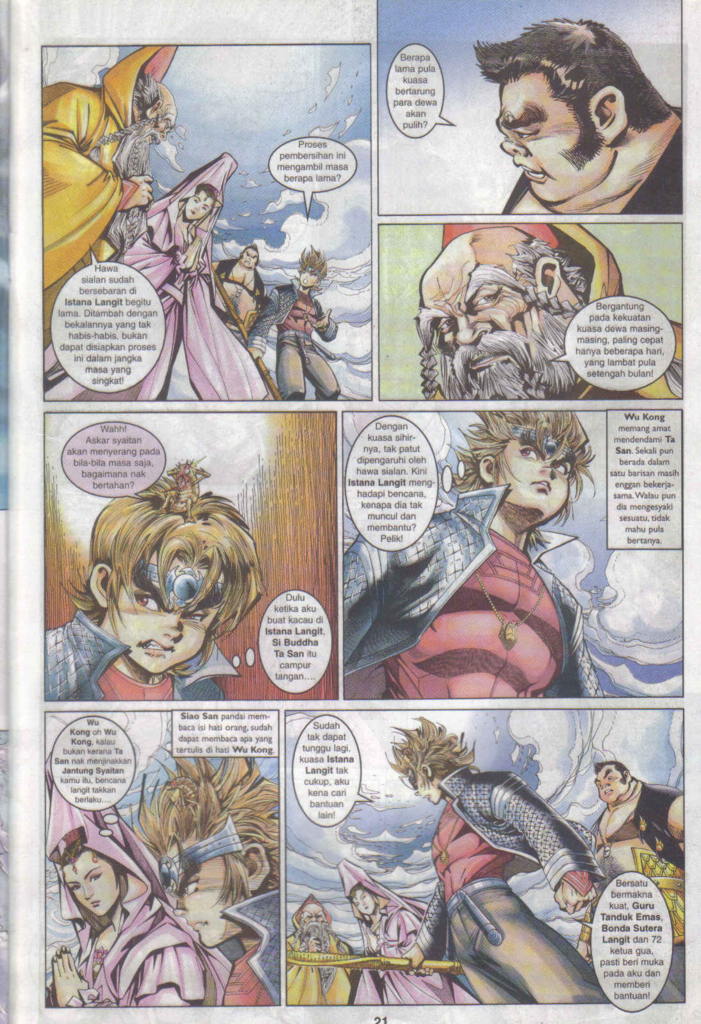 Proses
pembersihan ini
mengambil masa
berapa lama?
Hawa
sialan sudah
bersebaran di
Istana Langit begitu
lama. Ditambah dengan
bekalannya yang tak
habis-habis, bukan
dapat disiapkan proses
ini dalam jangka
masa yang
singkat!
Berapa
lama pula
kuasa
bertarung
para dewa
akan
pulih?
Bergantung
pada kekuatan
kuasa dewa masing-
masing, paling cepat
hanya beberapa hari,
yang lambat pula
setengah bulan!
Wahh!
Askar syaitan
akan menyerang pada
bila-bila masa saja,
bagaimana nak
bertahan?
Dulu
ketika aku
buat kacau di
Istana Langit,
Si Buddha
Ta San itu
campur
tangan....
Dengan
kuasa sihir-
nya, tak patut
dipengaruhi oleh
hawa sialan. Kini
Istana Langit meng-
hadapi bencana,
kenapa dia tak
muncul dan
membantu?
Pelik!
Wu Kong
memang amat
mendendami Ta
San. Sekali pun
berada dalam
satu barisan masih
enggan bekerja-
sama. Walau pun
dia mengesyaki
sesuatu, tidak
mahu pula
bertanya.
Wu
Kong oh Wu
Kong, kalau
bukan kerana Ta
San nak menjinakkan
Jantung Syaitan
kamu itu, bencana
langit takkan
berlaku....
Siao San pandai mem-
baca isi hati orang, sudah
dapat membaca apa yang
tertulis di hati Wu Kong.
Sudah
tak dapat
tunggu lagi,
kuasa Istana
Langit tak
cukup, aku
kena cari
bantuan
lain!
Bersatu
bermakna
kuat, Guru
Tanduk Emas,
Bonda Sutera
Langit dan 72
ketua gua,
pasti beri muka
pada aku dan
memberi
bantuan!
21